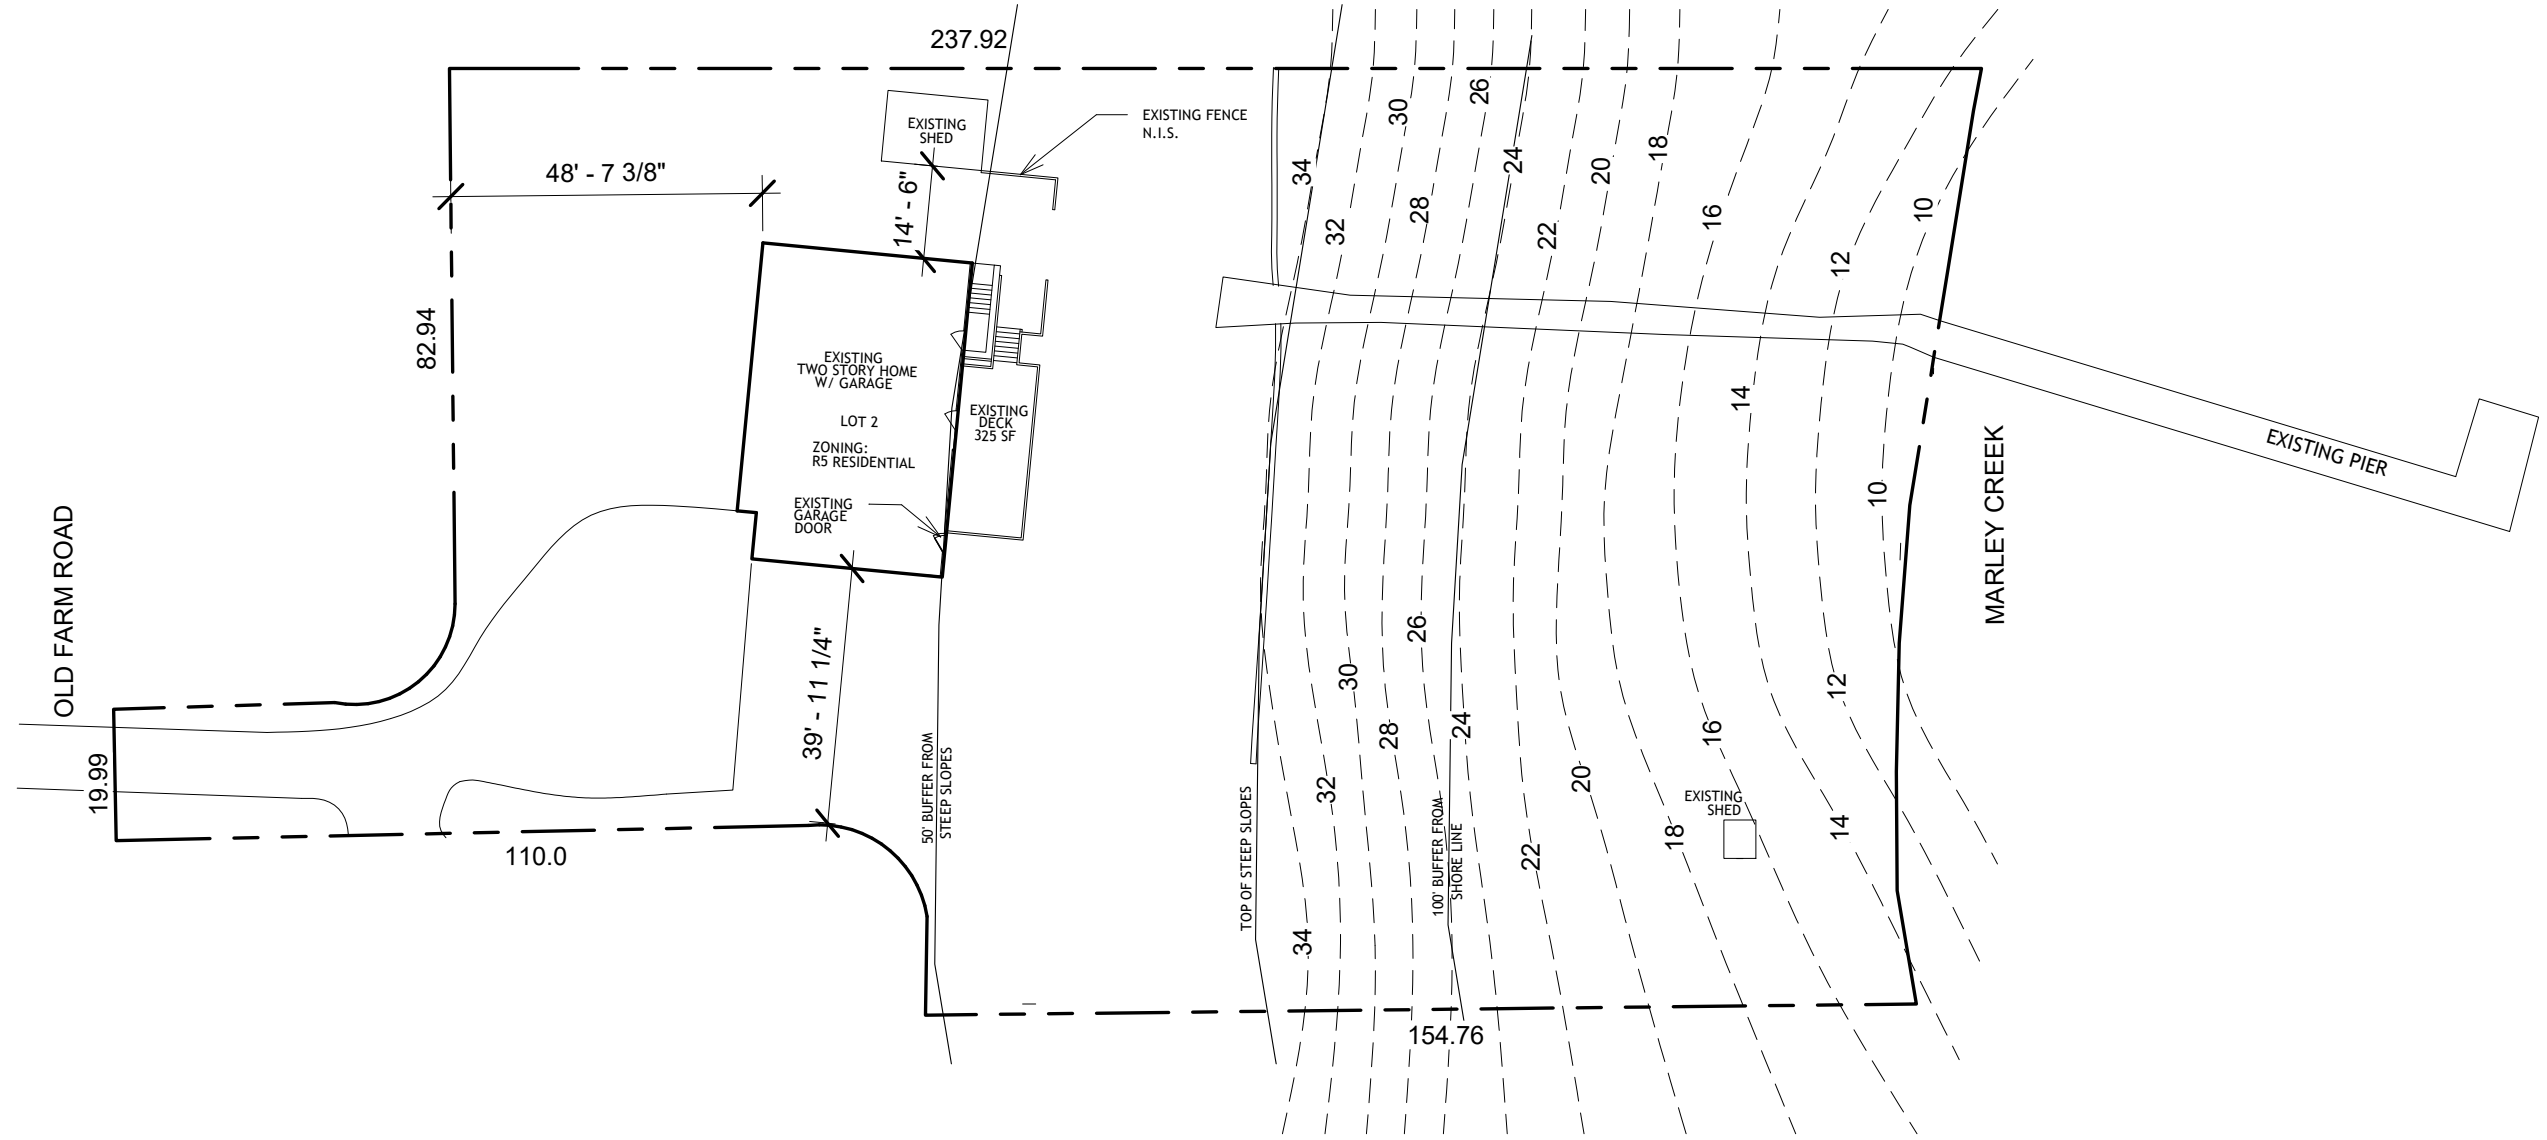 237.92
EXISTING
SHED
EXISTING FENCE
N.I.S.
48' - 7 3/8"
14' - 6"
82.94
EXISTING
TWO STORY HOME
W/ GARAGE
LOT 2
ZONING:
R5 RESIDENTIAL
EXISTING
GARAGE
DOOR
EXISTING
DECK
325 SF
OLD FARM ROAD
19.99
110.0
39' - 11 1/4"
50' BUFFER FROM
STEEP SLOPES
TOP OF STEEP SLOPES
100' BUFFER FROM
SHORE LINE
34
32
30
28
26
24
22
20
18
16
14
12
10
10
26
30
28
24
32
34
22
20
18
16
14
12
EXISTING
SHED
154.76
MARLEY CREEK
EXISTING PIER